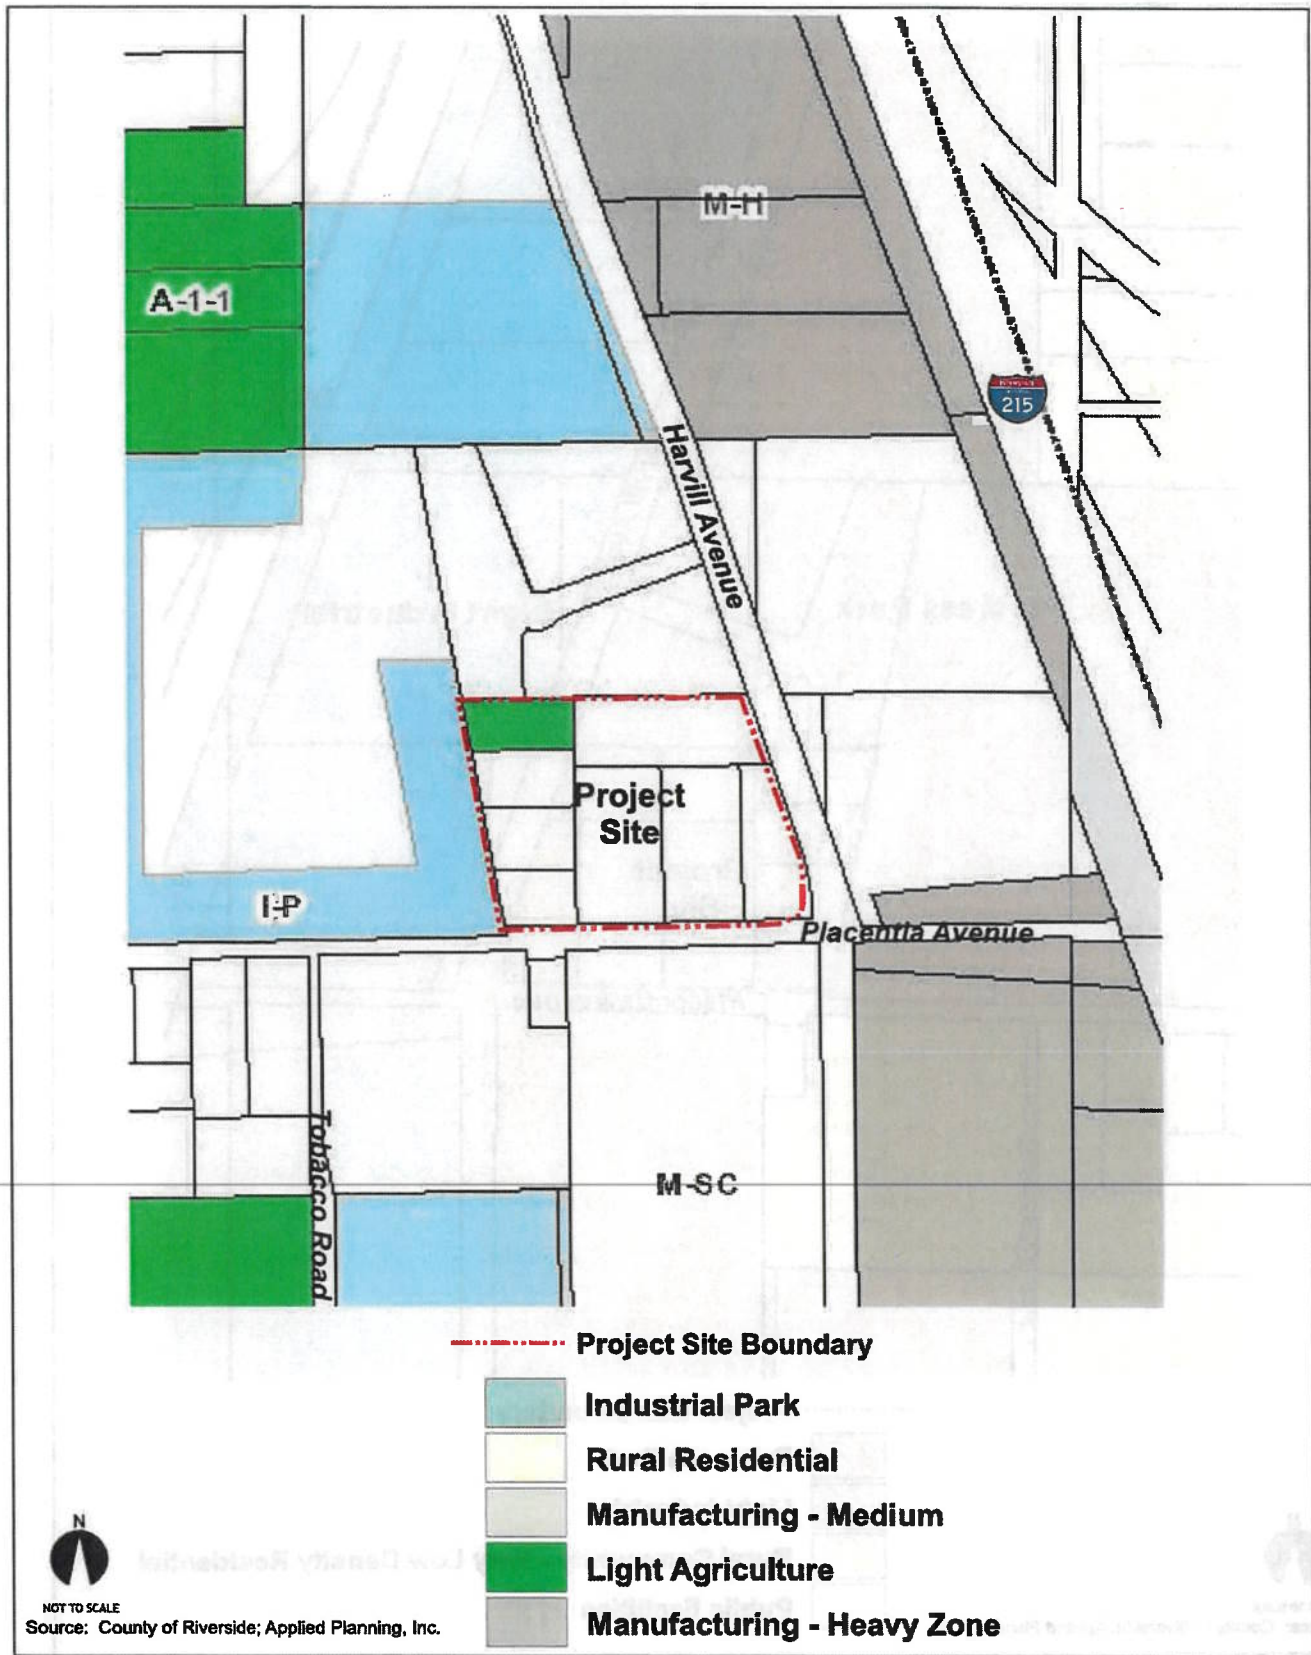 M-H
A-1-1
215
Harvill Avenue
Project
Site
I-P
Placentia Avenue
Tobacco Road
M-SC
Project Site Boundary
Industrial Park
Rural Residential
Manufacturing - Medium
Light Agriculture
Manufacturing - Heavy Zone
N
NOT TO SCALE
Source: County of Riverside; Applied Planning, Inc.